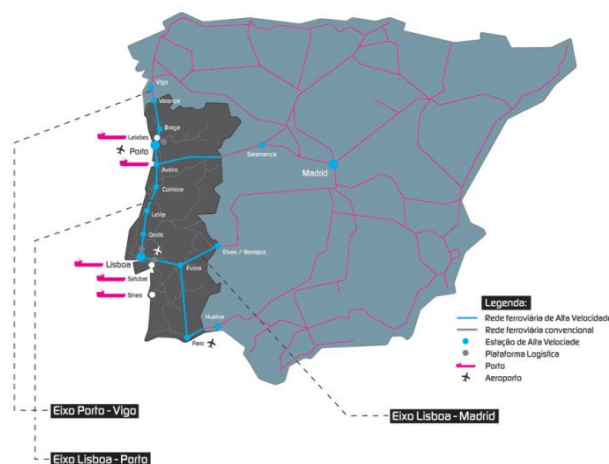 Vigo
Valença
Braga
Leixões
Porto
Aveiro
Salamanca
Madrid
Coimbra
Leiria
Oeste
Lisboa
Elvas / Badajoz
Évora
Setúbal
Sines
Huelva
Faro
Legenda:
Rede ferroviária de Alta Velocidade
Rede ferroviária convencional
Estação de Alta Velociade
Plataforma Logística
Porto
Aeroporto
Eixo Porto - Vigo
Eixo Lisboa - Madrid
Eixo Lisboa - Porto